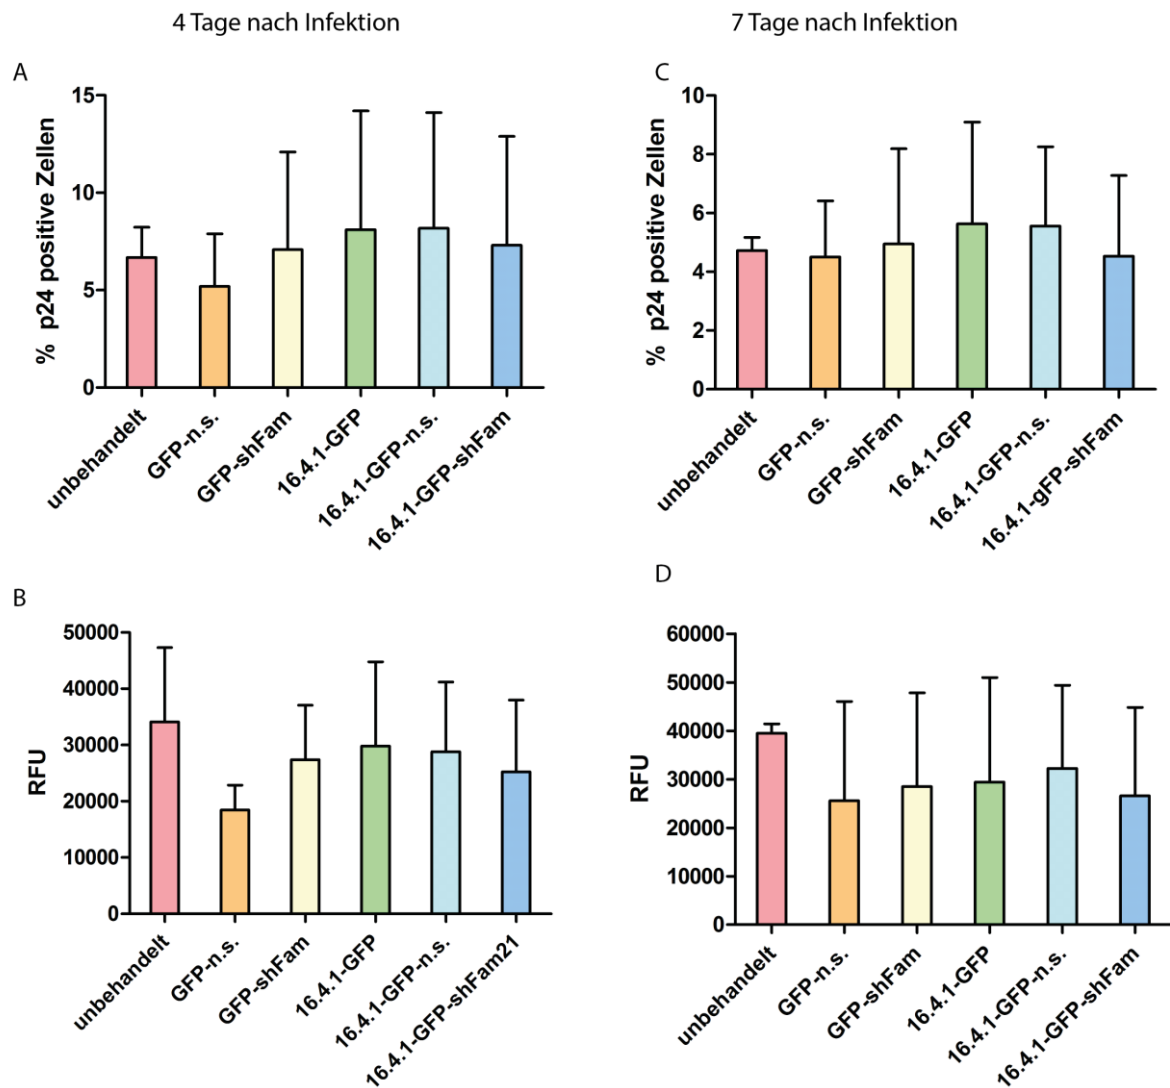 4 Tage nach Infektion
7 Tage nach Infektion
A
% p24 positive Zellen
15
10
5
0
unbehandelt
GFP-n.s.
GFP-shFam
16.4.1-GFP
16.4.1-GFP-n.s.
16.4.1-GFP-shFam
C
% p24 positive Zellen
10
8
6
4
2
0
unbehandelt
GFP-n.s.
GFP-shFam
16.4.1-GFP
16.4.1-GFP-n.s.
16.4.1-gFP-shFam
B
RFU
50000
40000
30000
20000
10000
0
unbehandelt
GFP-n.s.
GFP-shFam
16.4.1-GFP
16.4.1-GFP-n.s.
16.4.1-GFP-shFam21
D
RFU
60000
50000
40000
30000
20000
10000
0
unbehandelt
GFP-n.s.
GFP-shFam
16.4.1-GFP
16.4.1-GFP-n.s.
16.4.1-GFP-shFam